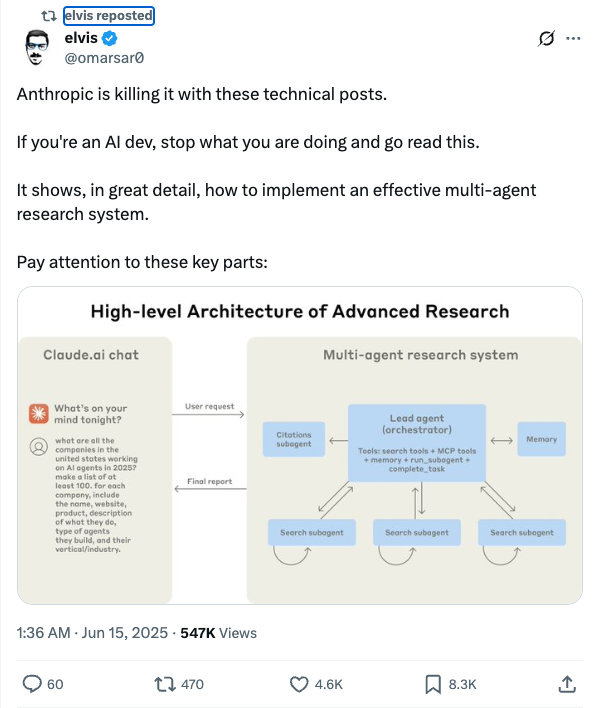 elvis reposted
elvis
@omarsar0
Anthropic is killing it with these technical posts.
If you're an AI dev, stop what you are doing and go read this.
It shows, in great detail, how to implement an effective multi-agent
research system.
Pay attention to these key parts:
High-level Architecture of Advanced Research
Claude.ai chat
What's on your
mind tonight?
what are all the
companies in the
united states working
on AI agents in 2025?
make a list of at
least 100. for each
company, include
the name, website,
product, description
of what they do,
type of agents
they build, and their
vertical/industry.
User request
Final report
Multi-agent research system
Citations
subagent
Lead agent
(orchestrator)
Tools: search tools + MCP tools
+ memory + run_subagent +
complete_task
Memory
Search subagent
Search subagent
Search subagent
1:36 AM · Jun 15, 2025 · 547K Views
60
470
4.6K
8.3K